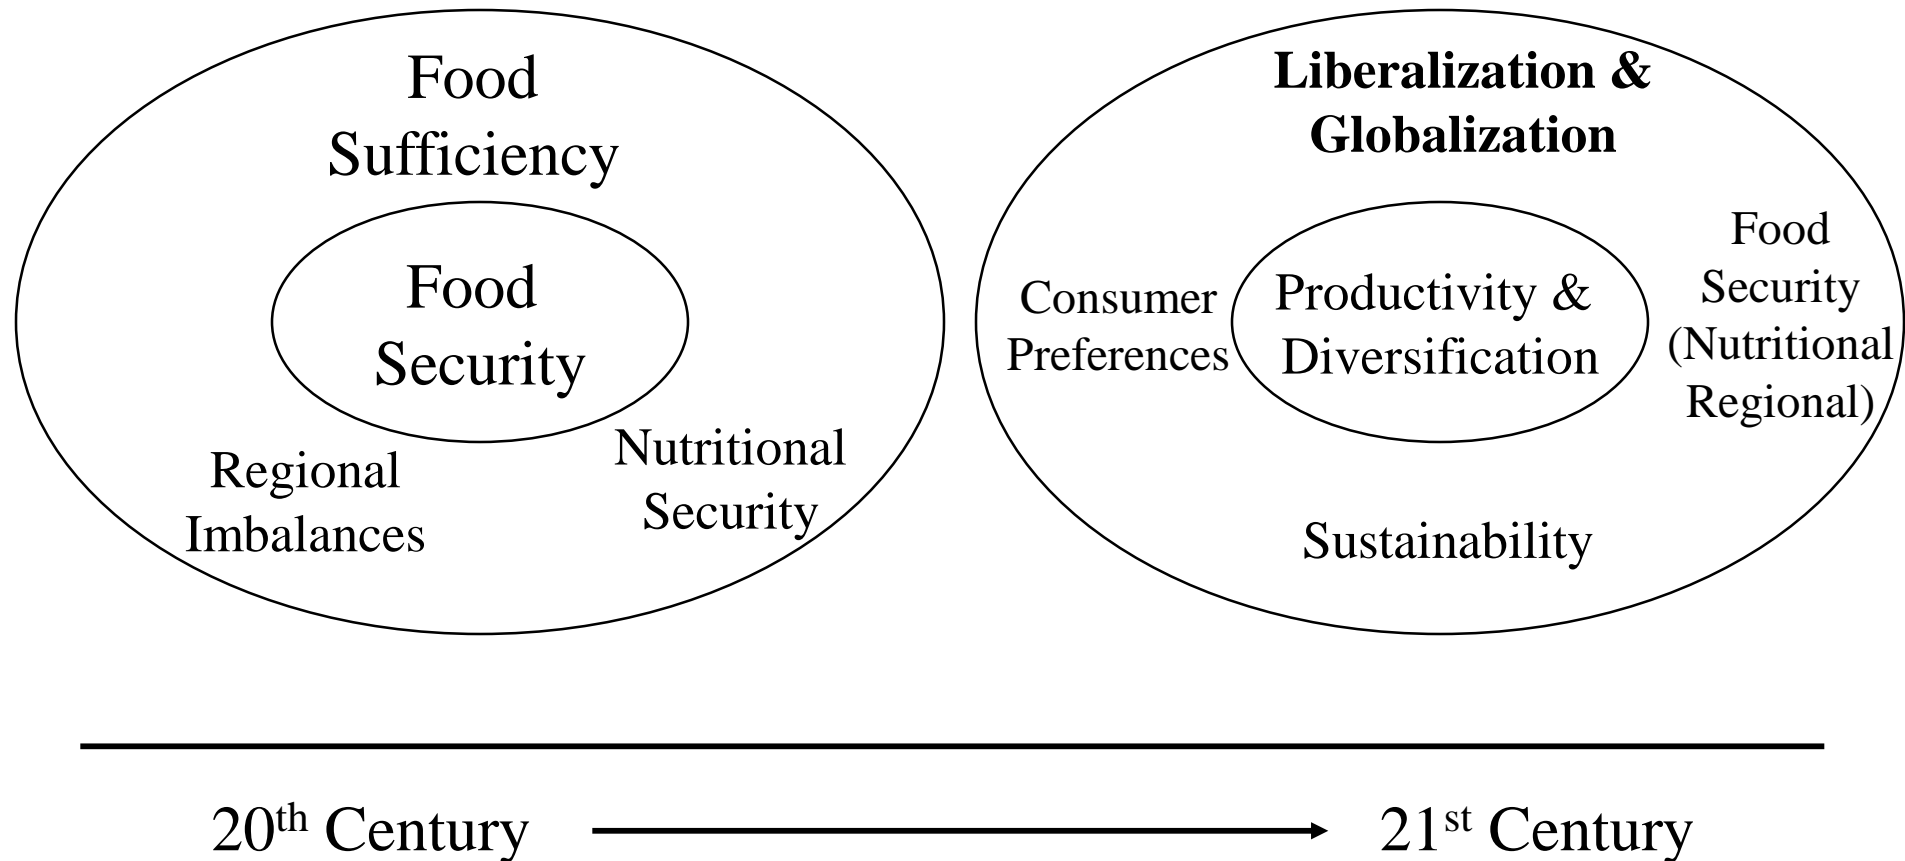 Food
Sufficiency
Food
Security
Regional
Imbalances
Nutritional
Security
Liberalization &
Globalization
Consumer
Preferences
Productivity &
Diversification
Food
Security
(Nutritional
Regional)
Sustainability
20th Century
21st Century